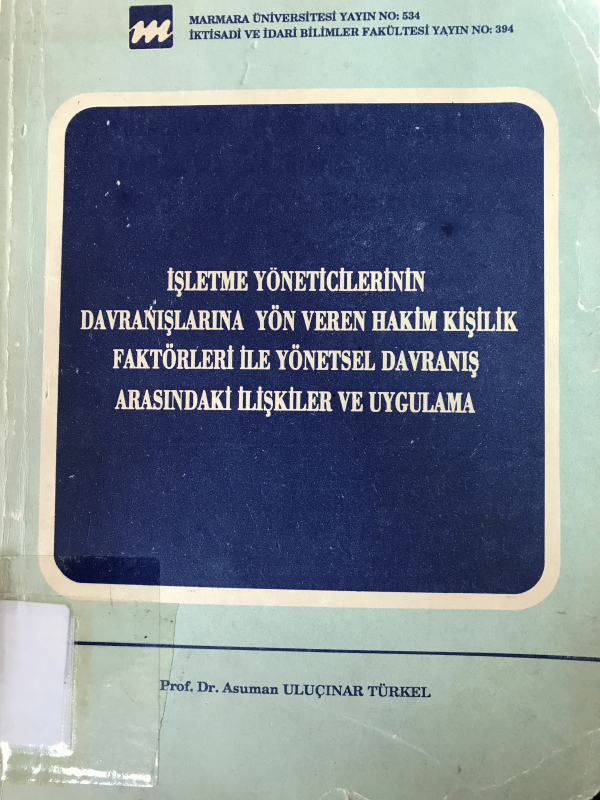 m
MARMARA ÜNİVERSİTESİ YAYIN NO: 534
İKTİSADİ VE İDARİ BİLİMLER FAKÜLTESİ YAYIN NO: 394
İŞLETME YÖNETİCİLERİNİN
DAVRANIŞLARINA YÖN VEREN HAKİM KİŞİLİK
FAKTÖRLERİ İLE YÖNETSEL DAVRANIŞ
ARASINDAKİ İLİŞKİLER VE UYGULAMA
Prof. Dr. Asuman ULUÇINAR TÜRKEL